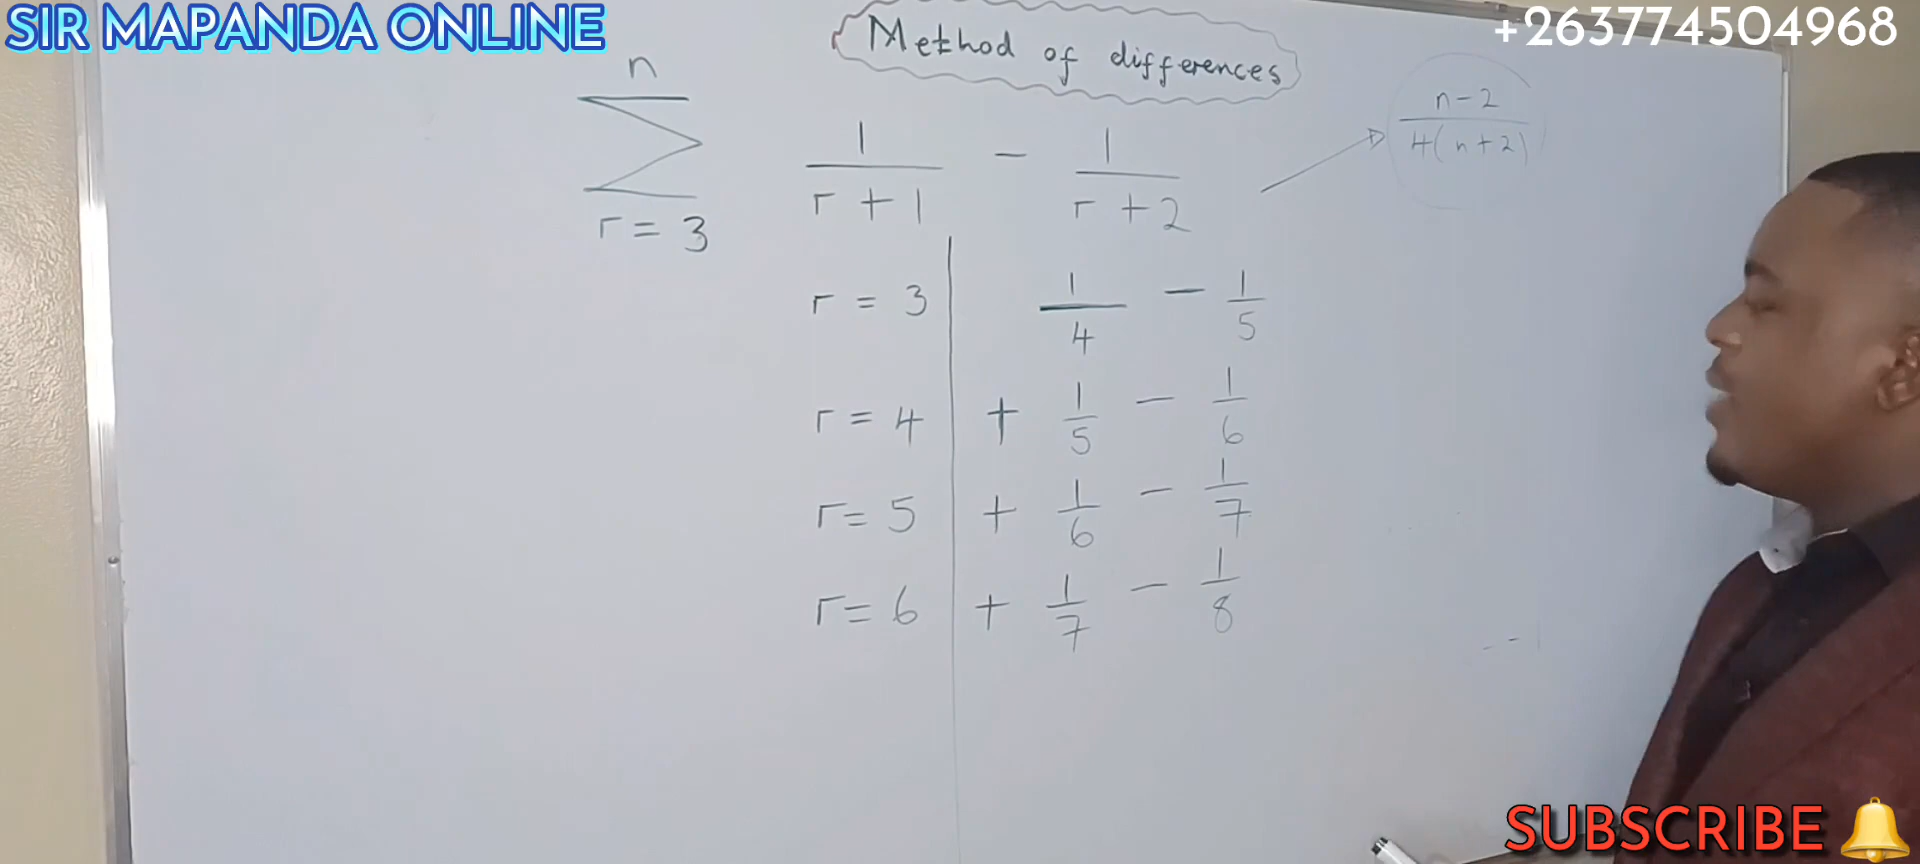 SIR MAPANDA ONLINE
+263774504968
Method of differences
n
∑ 1/(r + 1) - 1/(r + 2)
r = 3
n-2/4(n+2)
r = 3 | 1/4 - 1/5
r = 4 | + 1/5 - 1/6
r = 5 | + 1/6 - 1/7
r = 6 | + 1/7 - 1/8
SUBSCRIBE